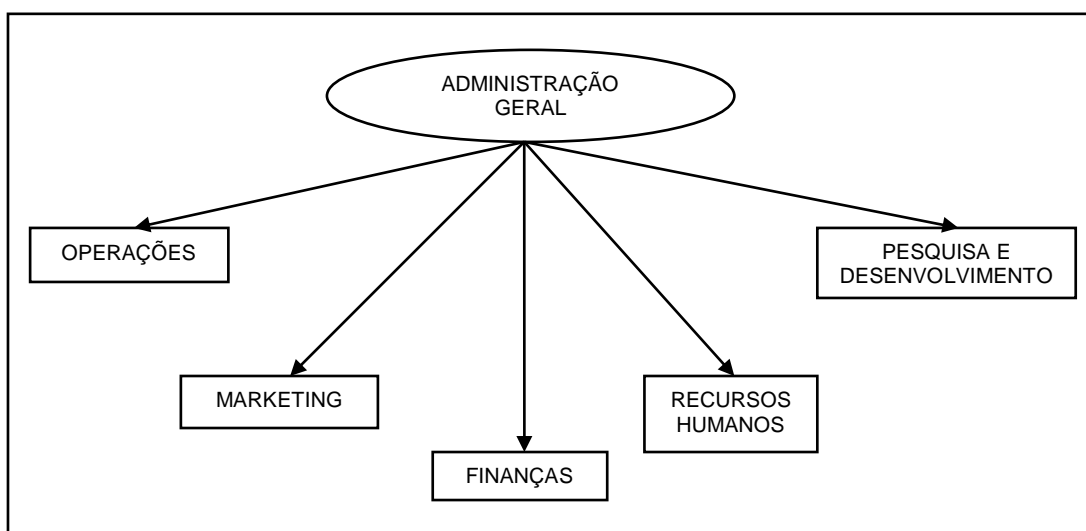 ADMINISTRAÇÃO
GERAL
OPERAÇÕES
PESQUISA E
DESENVOLVIMENTO
MARKETING
RECURSOS
HUMANOS
FINANÇAS